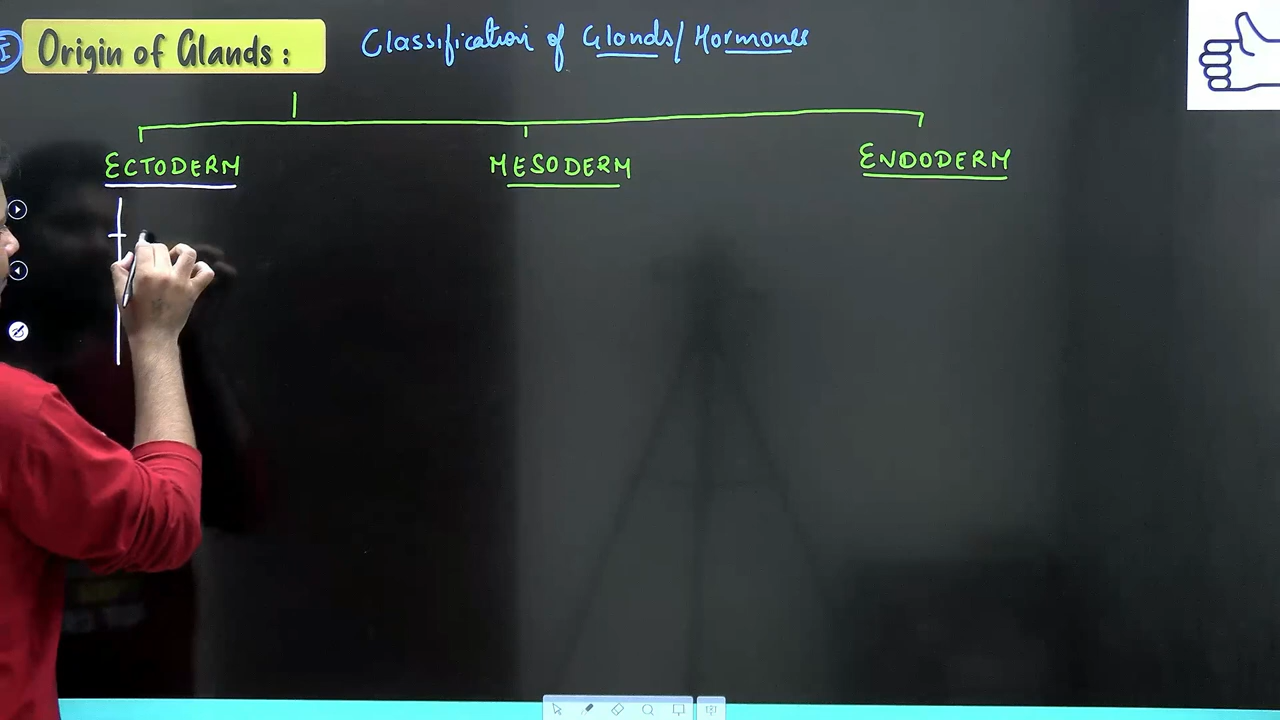 I Origin of Glands : Classification of Glands/Hormones
ECTODERM MESODERM ENDODERM